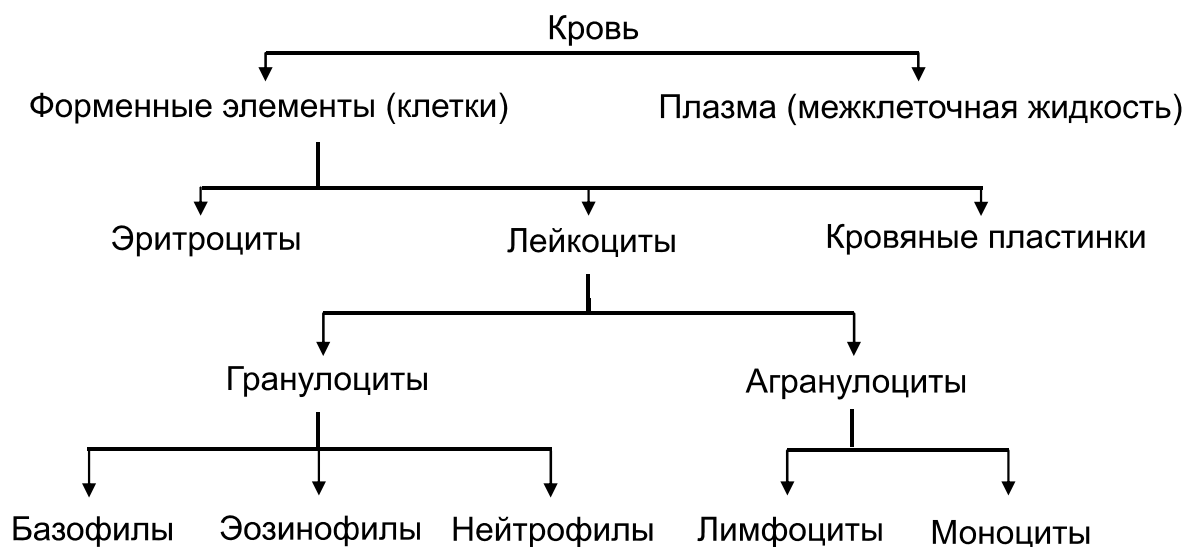 Кровь
Форменные элементы (клетки) Плазма (межклеточная жидкость)
Эритроциты Лейкоциты Кровяные пластинки
Гранулоциты Агранулоциты
Базофилы Эозинофилы Нейтрофилы Лимфоциты Моноциты